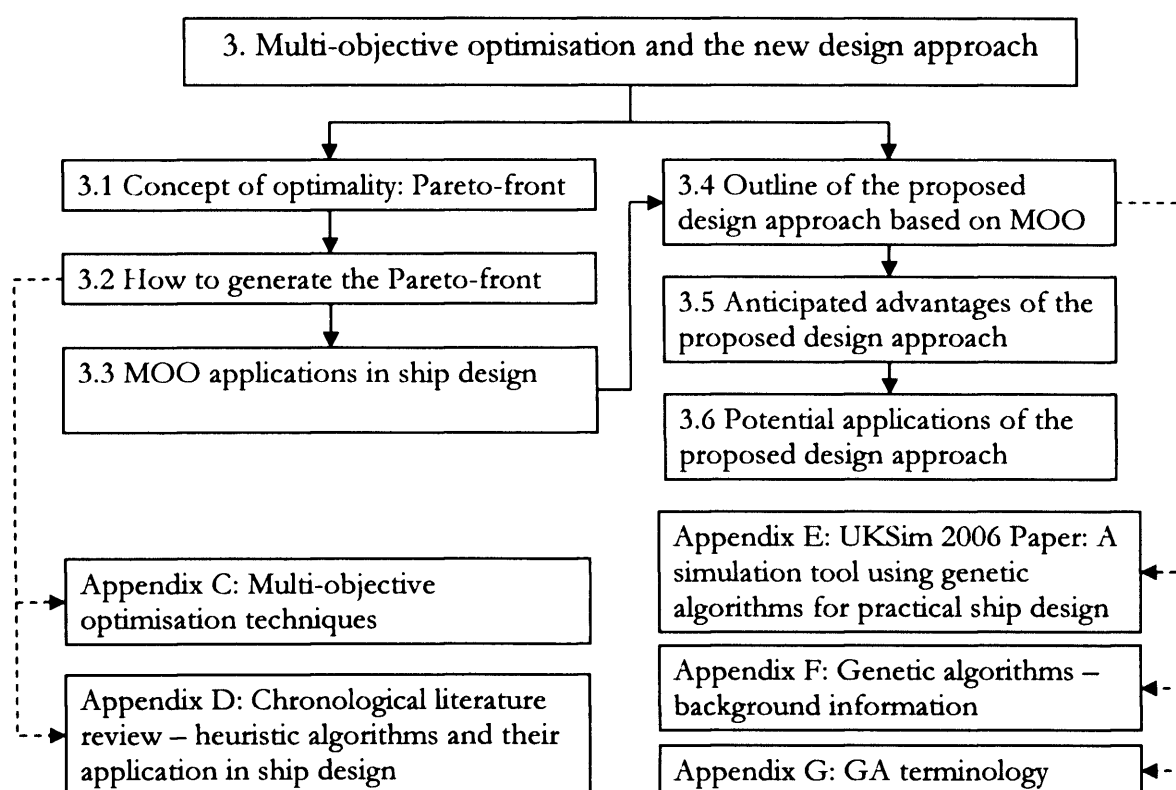 3. Multi-objective optimisation and the new design approach
3.1 Concept of optimality: Pareto-front
3.2 How to generate the Pareto-front
3.3 MOO applications in ship design
3.4 Outline of the proposed
design approach based on MOO
3.5 Anticipated advantages of the
proposed design approach
3.6 Potential applications of the
proposed design approach
Appendix C: Multi-objective
optimisation techniques
Appendix D: Chronological literature
review – heuristic algorithms and their
application in ship design
Appendix E: UKSim 2006 Paper: A
simulation tool using genetic
algorithms for practical ship design
Appendix F: Genetic algorithms –
background information
Appendix G: GA terminology